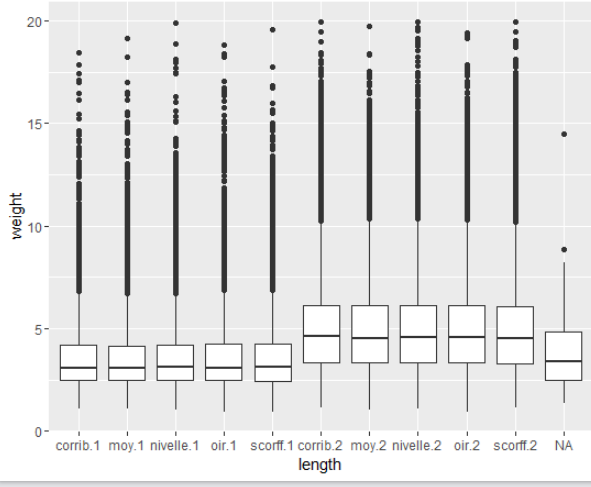 20
15
weight
10
5
0
corrib.1 moy.1 nivelle.1 oir.1 scorff.1 corrib.2 moy.2 nivelle.2 oir.2 scorff.2 NA
length